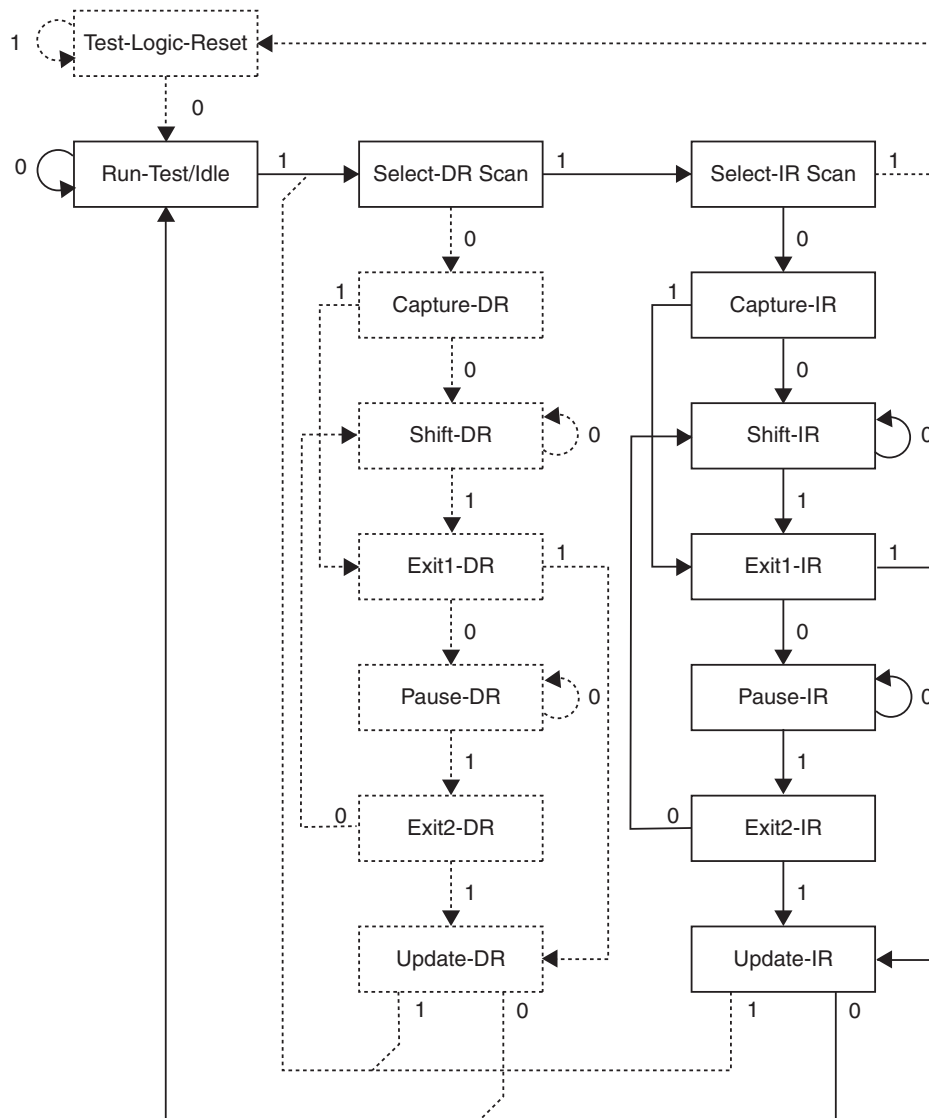 Test-Logic-Reset
1
0
Run-Test/Idle
0
1
Select-DR Scan
1
Select-IR Scan
1
0
0
Capture-DR
1
Capture-IR
1
0
0
Shift-DR
0
Shift-IR
0
1
1
Exit1-DR
1
Exit1-IR
1
0
0
Pause-DR
0
Pause-IR
0
1
1
Exit2-DR
0
Exit2-IR
0
1
1
Update-DR
Update-IR
1
0
1
0